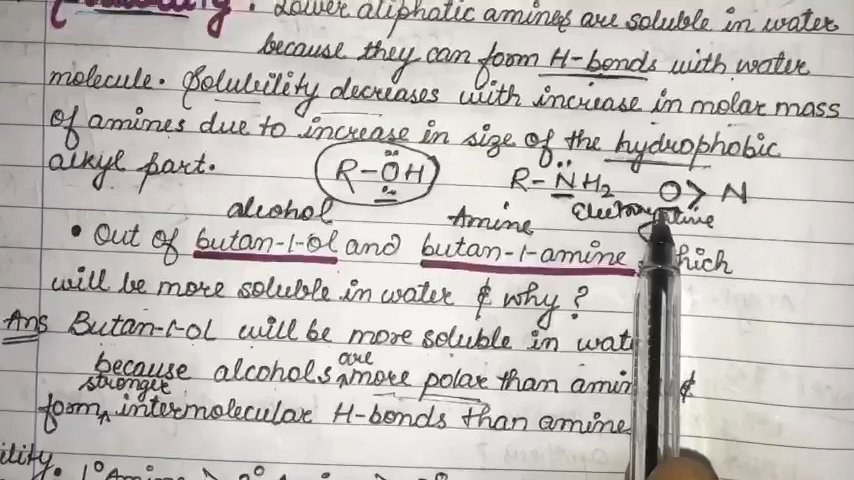 : Lower aliphatic amines are soluble in water
because they can form H-bonds with water
molecule. Solubility decreases with increase in molar mass
of amines due to increase in size of the hydrophobic
alkyl part. R-ÖH R-N̈H₂ O > N
alcohol Amine
• Out of butan-1-ol and butan-1-amine, which
will be more soluble in water & why?
Ans Butan-1-ol will be more soluble in
because alcohols are more polar than &
form stronger intermolecular H-bonds than amine